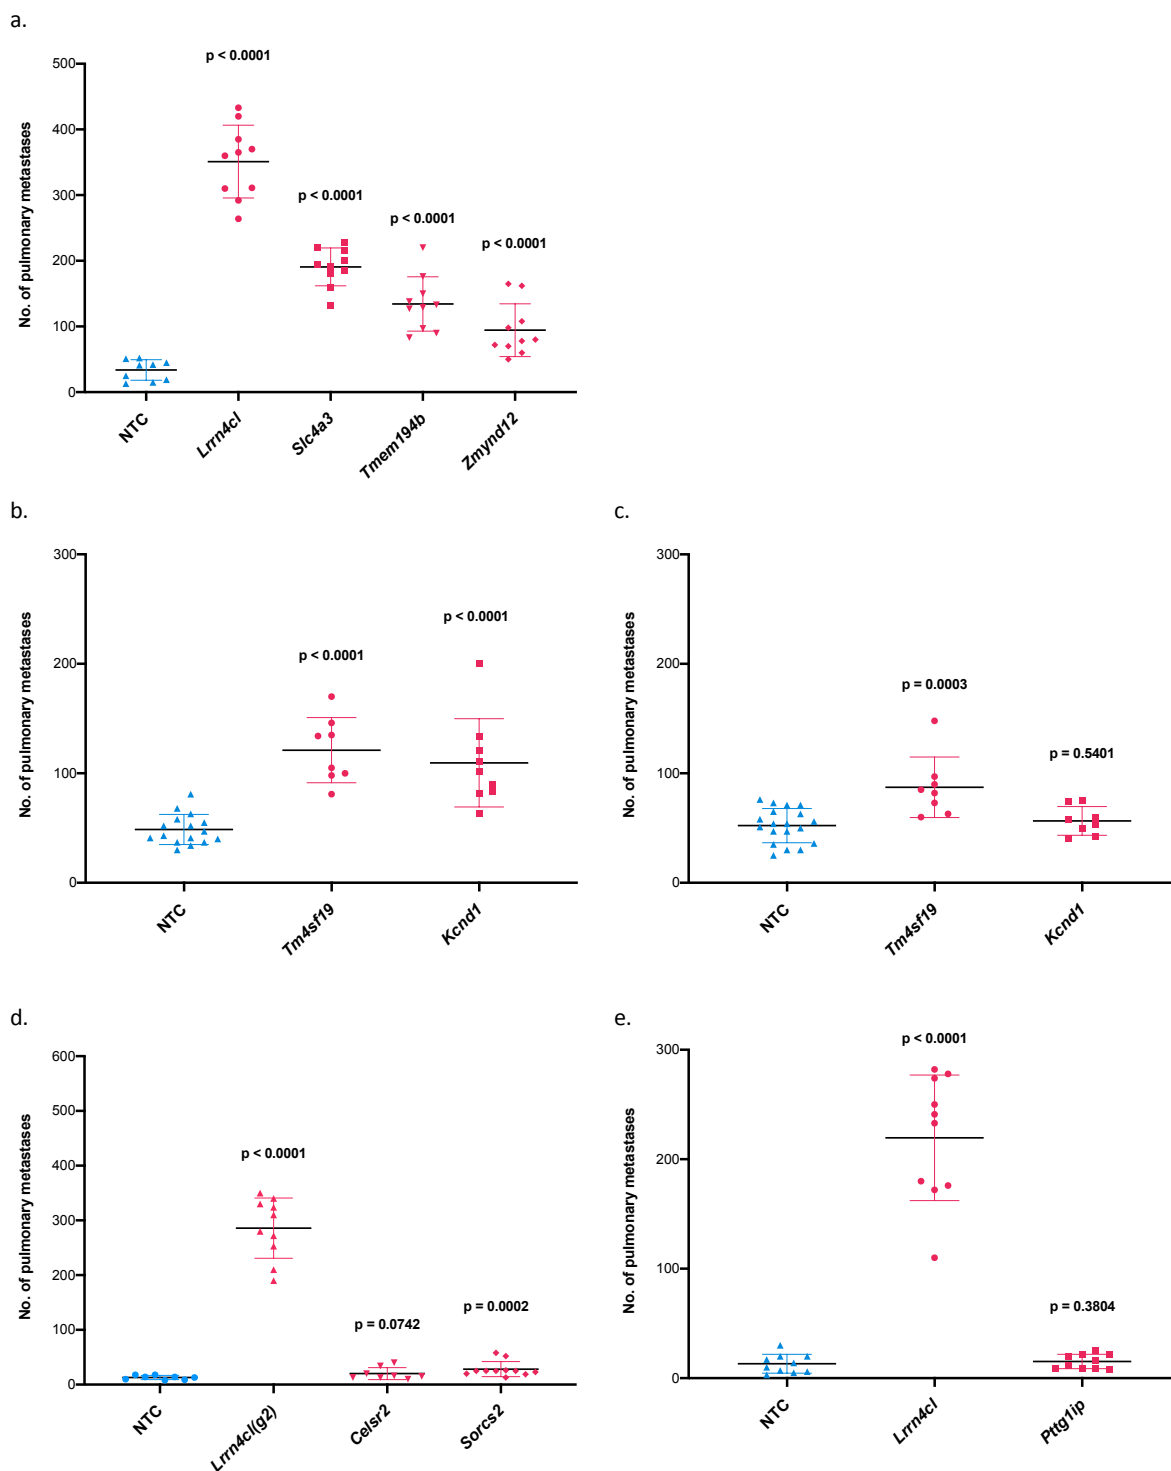 a.
p < 0.0001
500
400
300
200
100
0
No. of pulmonary metastases
p < 0.0001
p < 0.0001
p < 0.0001
NTC
Lrrn4cl
Slc4a3
Tmem194b
Zmynd12
b.
300
200
100
0
No. of pulmonary metastases
p < 0.0001
p < 0.0001
NTC
Tm4sf19
Kcnd1
c.
300
200
100
0
No. of pulmonary metastases
p = 0.0003
p = 0.5401
NTC
Tm4sf19
Kcnd1
d.
600
500
400
300
200
100
0
No. of pulmonary metastases
p < 0.0001
p = 0.0742
p = 0.0002
NTC
Lrrn4cl(g2)
Celsr2
Sorcs2
e.
300
200
100
0
No. of pulmonary metastases
p < 0.0001
p = 0.3804
NTC
Lrrn4cl
Pttg1ip